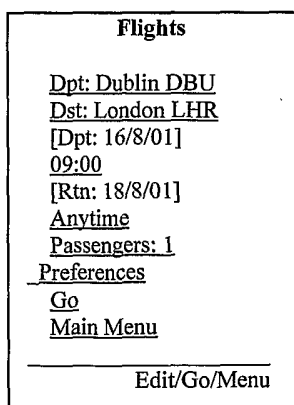 Flights
Dpt: Dublin DBU
Dst: London LHR
[Dpt: 16/8/01]
09:00
[Rtn: 18/8/01]
Anytime
Passengers: 1
Preferences
Go
Main Menu
Edit/Go/Menu